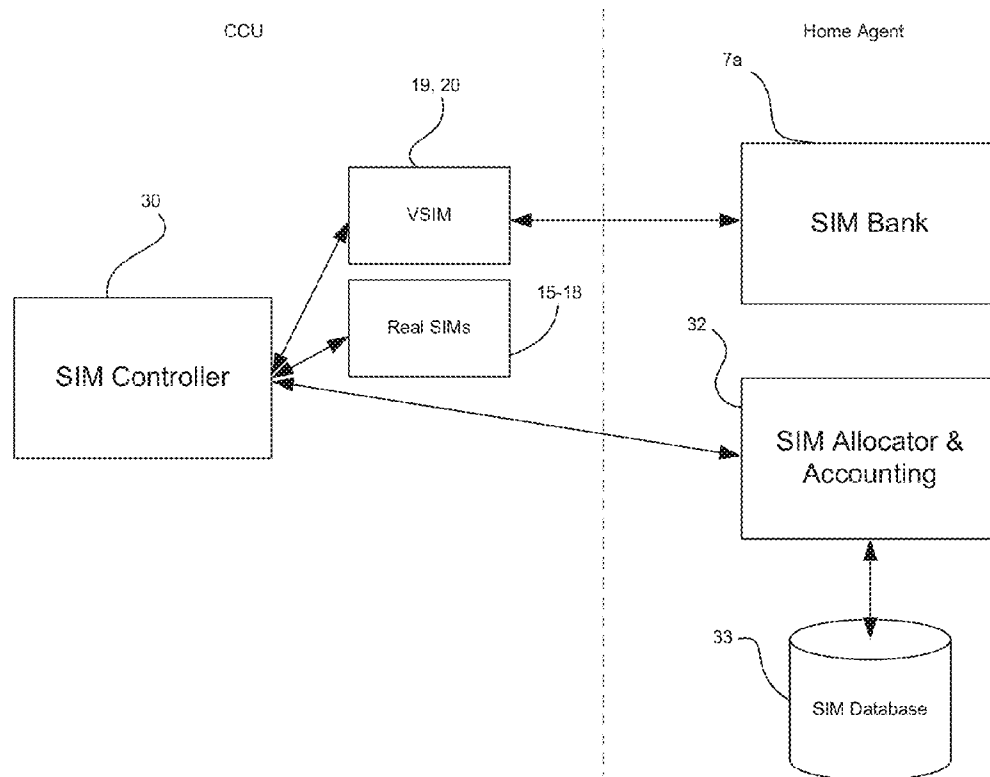 CCU
Home Agent
19, 20
7a
30
VSIM
SIM Bank
15-18
Real SIMs
32
SIM Controller
SIM Allocator &
Accounting
33
SIM Database